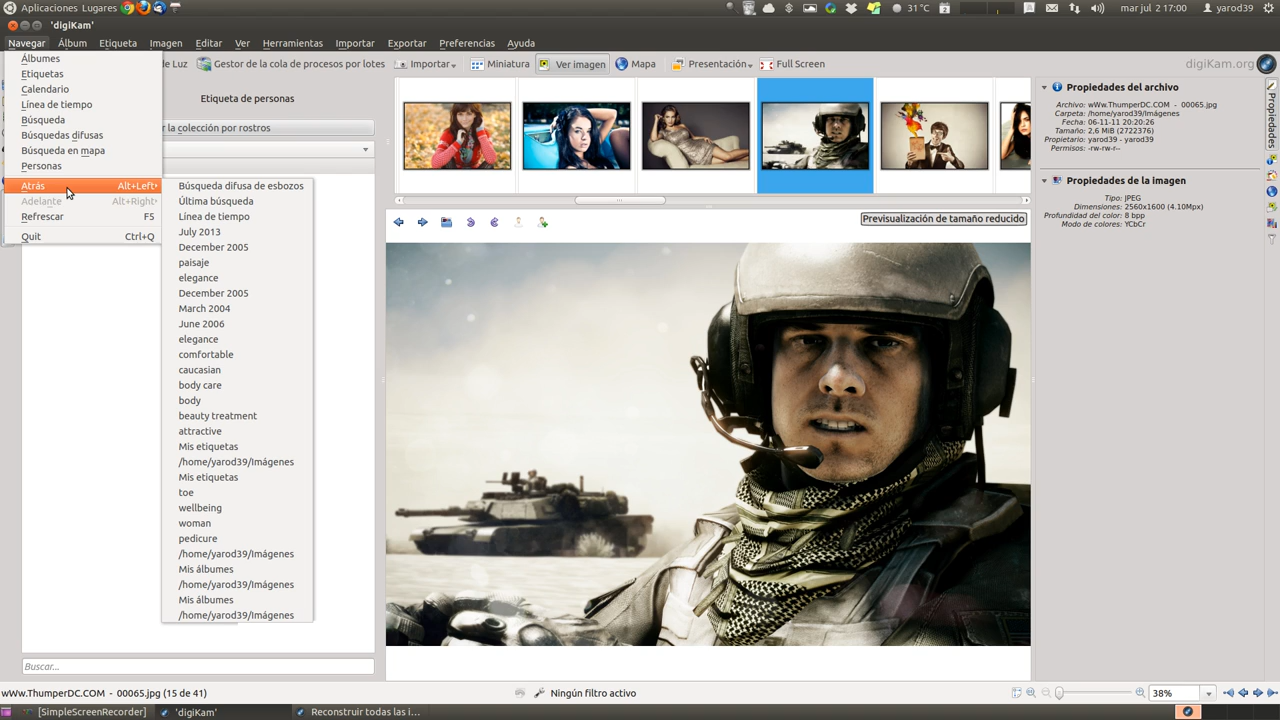 Aplicaciones Lugares
31°C
2
mar jul 2 17:00
yarod39
'digiKam'
Navegar Álbum Etiqueta Imagen Editar Ver Herramientas Importar Exportar Preferencias Ayuda
de Luz
Gestor de la cola de procesos por lotes
Importar
Miniatura
Ver imagen
Mapa
Presentación
Full Screen
digiKam.org
Álbumes
Etiquetas
Calendario
Línea de tiempo
Búsqueda
Búsquedas difusas
Búsqueda en mapa
Personas
Atrás Alt+Left
Adelante Alt+Right
Refrescar F5
Quit Ctrl+Q
Etiqueta de personas
la colección por rostros
Búsqueda difusa de esbozos
Última búsqueda
Línea de tiempo
July 2013
December 2005
paisaje
elegance
December 2005
March 2004
June 2006
elegance
comfortable
caucasian
body care
body
beauty treatment
attractive
Mis etiquetas
/home/yarod39/Imágenes
Mis etiquetas
toe
wellbeing
woman
pedicure
/home/yarod39/Imágenes
Mis álbumes
/home/yarod39/Imágenes
Mis álbumes
/home/yarod39/Imágenes
Previsualización de tamaño reducido
Propiedades del archivo
Archivo: wWw.ThumperDC.COM - 00065.jpg
Carpeta: /home/yarod39/Imágenes
Fecha: 06-11-11 20:20:26
Tamaño: 2,6 MiB (2722376)
Propietario: yarod39 - yarod39
Permisos: -rw-rw-r--
Propiedades de la imagen
Tipo: JPEG
Dimensiones: 2560x1600 (4.10Mpx)
Profundidad del color: 8 bpp
Modo de colores: YCbCr
Propiedades
Buscar...
wWw.ThumperDC.COM - 00065.jpg (15 de 41)
Ningún filtro activo
38%
[SimpleScreenRecorder]
'digiKam'
Reconstruir todas las i...